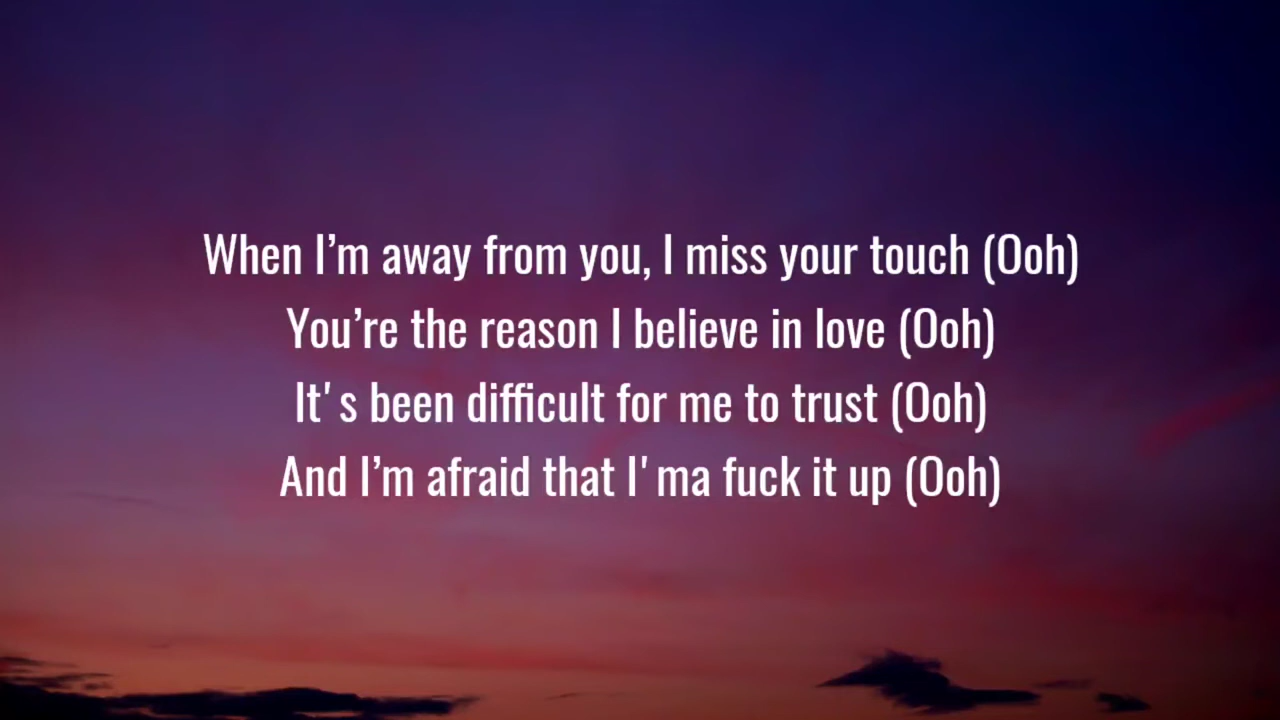 When I’m away from you, I miss your touch (Ooh)
You’re the reason I believe in love (Ooh)
It's been difficult for me to trust (Ooh)
And I’m afraid that I'ma fuck it up (Ooh)